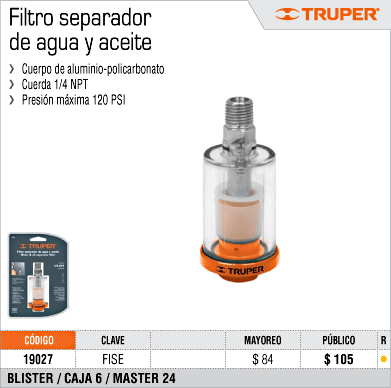 Filtro separador
de agua y aceite
TRUPER®
› Cuerpo de aluminio-policarbonato
› Cuerda 1/4 NPT
› Presión máxima 120 PSI
TRUPER
TRUPER
CÓDIGO CLAVE MAYOREO PÚBLICO R
19027 FISE $ 84 $ 105
BLISTER / CAJA 6 / MASTER 24